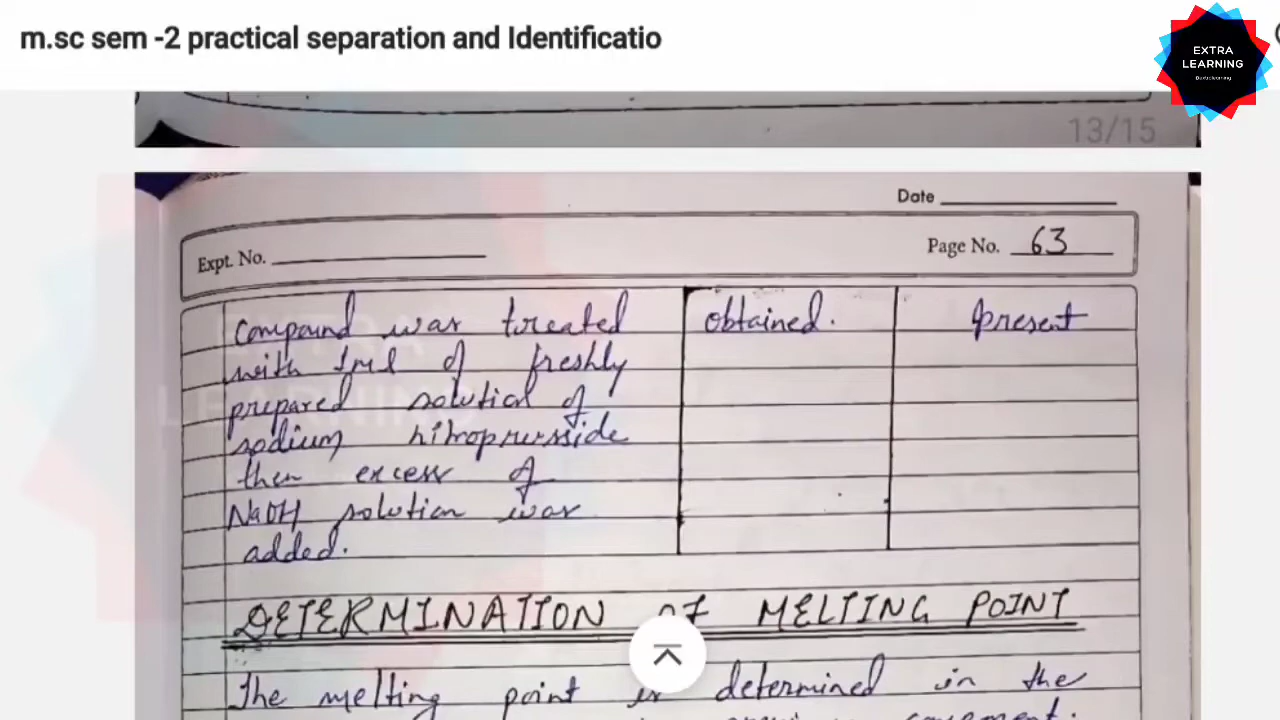 m.sc sem -2 practical separation and Identificatio
EXTRA
LEARNING
13/15
Date
Expt. No.
Page No. 63
compound was treated obtained. present
with 1ml of freshly
prepared solution of
sodium nitroprusside
then excess of
NaOH solution was
added.
DETERMINATION OF MELTING POINT
The melting point is determined in the